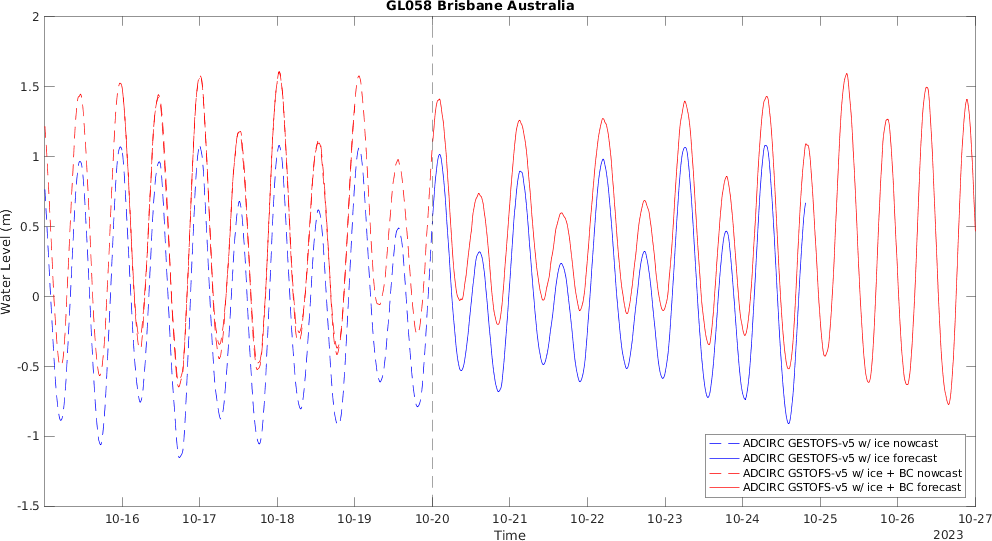 GL058 Brisbane Australia
2
1.5
1
0.5
0
-0.5
-1
-1.5
Water Level (m)
ADCIRC GESTOFS-v5 w/ ice nowcast
ADCIRC GESTOFS-v5 w/ ice forecast
ADCIRC GSTOFS-v5 w/ ice + BC nowcast
ADCIRC GSTOFS-v5 w/ ice + BC forecast
10-16 10-17 10-18 10-19 10-20 10-21 10-22 10-23 10-24 10-25 10-26 10-27
Time
2023